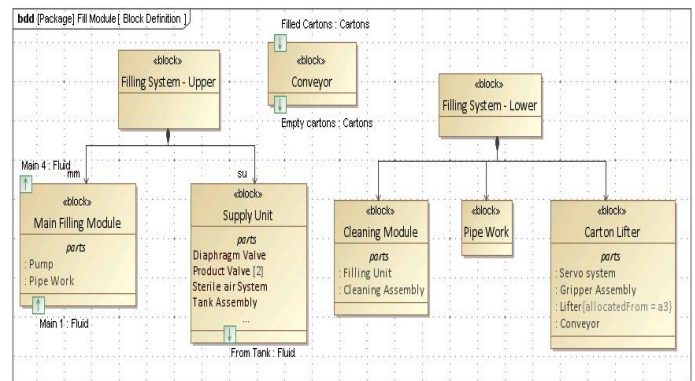 bdd [Package] Fill Module [ Block Definition ]
Filled Cartons : Cartons
«block»
Filling System - Upper
«block»
Conveyor
Empty cartons : Cartons
«block»
Filling System - Lower
Main 4 : Fluid
mm
su
«block»
Main Filling Module
parts
: Pump
: Pipe Work
Main 1 : Fluid
«block»
Supply Unit
parts
Diaphragm Valve
Product Valve [2]
Sterile air System
Tank Assembly
...
From Tank : Fluid
«block»
Cleaning Module
parts
: Filling Unit
: Cleaning Assembly
«block»
Pipe Work
«block»
Carton Lifter
parts
: Servo system
: Gripper Assembly
: Lifter{allocatedFrom = a3}
: Conveyor